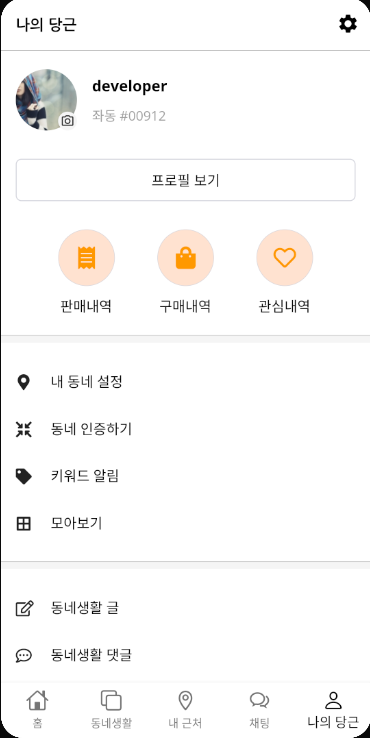 나의 당근
developer
좌동 #00912
프로필 보기
판매내역 구매내역 관심내역
내 동네 설정
동네 인증하기
키워드 알림
모아보기
동네생활 글
동네생활 댓글
홈 동네생활 내 근처 채팅 나의 당근